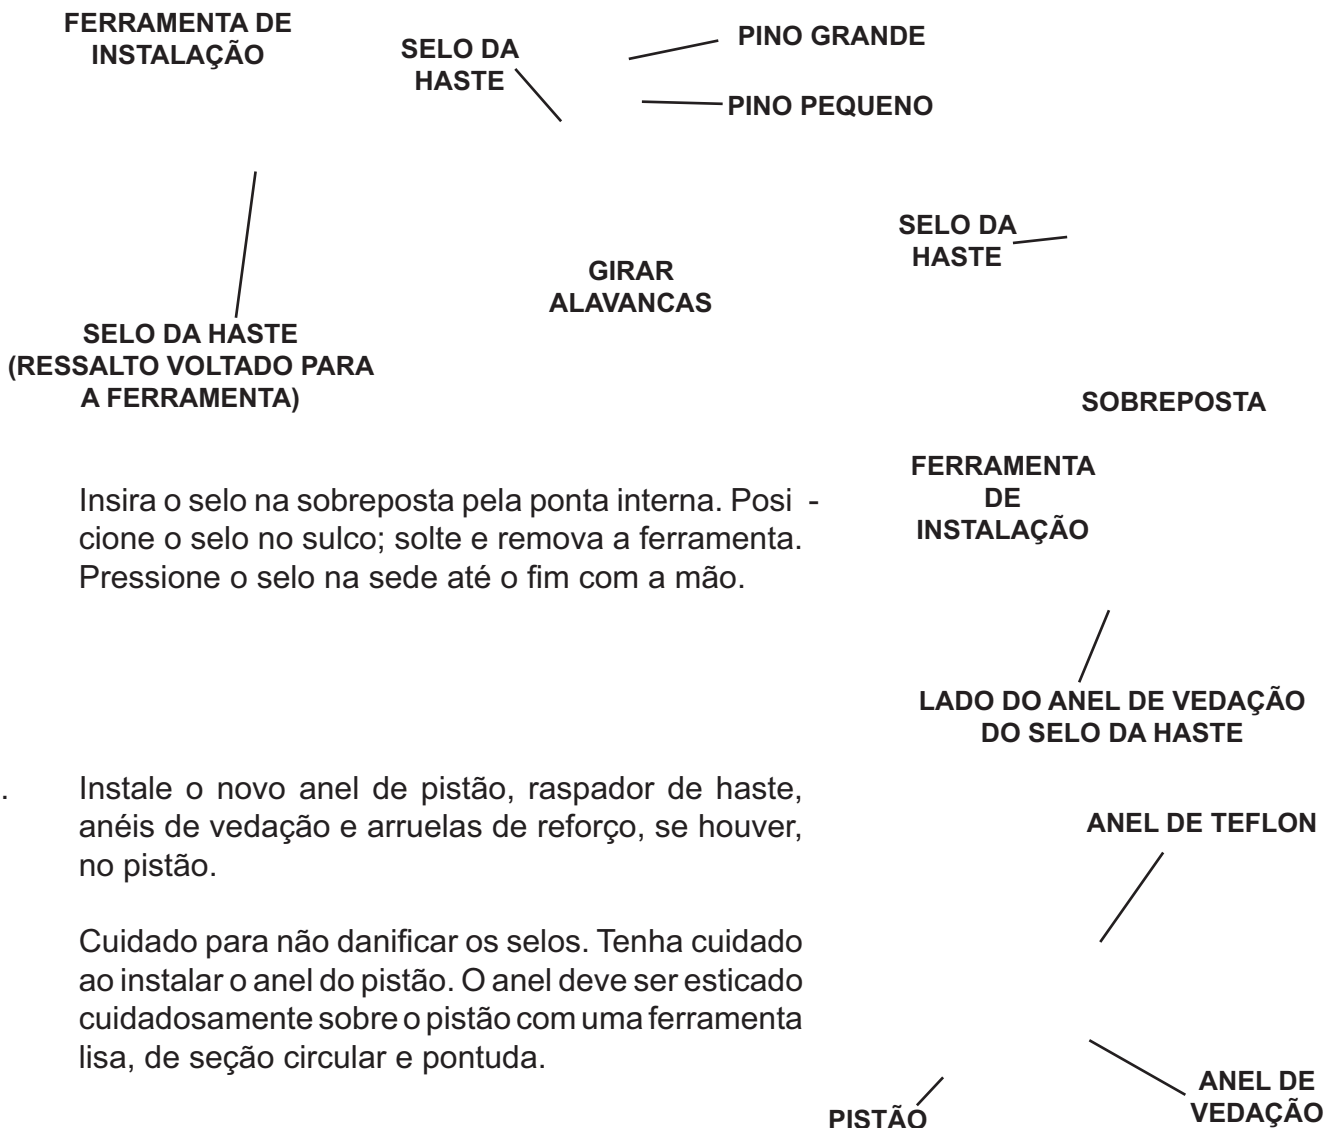 FERRAMENTA DE
INSTALAÇÃO
SELO DA
HASTE
PINO GRANDE
PINO PEQUENO
SELO DA
HASTE
GIRAR
ALAVANCAS
SELO DA HASTE
(RESSALTO VOLTADO PARA
A FERRAMENTA)
SOBREPOSTA
FERRAMENTA
DE
INSTALAÇÃO
Insira o selo na sobreposta pela ponta interna. Posi -
cione o selo no sulco; solte e remova a ferramenta.
Pressione o selo na sede até o fim com a mão.
LADO DO ANEL DE VEDAÇÃO
DO SELO DA HASTE
. Instale o novo anel de pistão, raspador de haste,
anéis de vedação e arruelas de reforço, se houver,
no pistão.
ANEL DE TEFLON
Cuidado para não danificar os selos. Tenha cuidado
ao instalar o anel do pistão. O anel deve ser esticado
cuidadosamente sobre o pistão com uma ferramenta
lisa, de seção circular e pontuda.
ANEL DE
VEDAÇÃO
PISTÃO